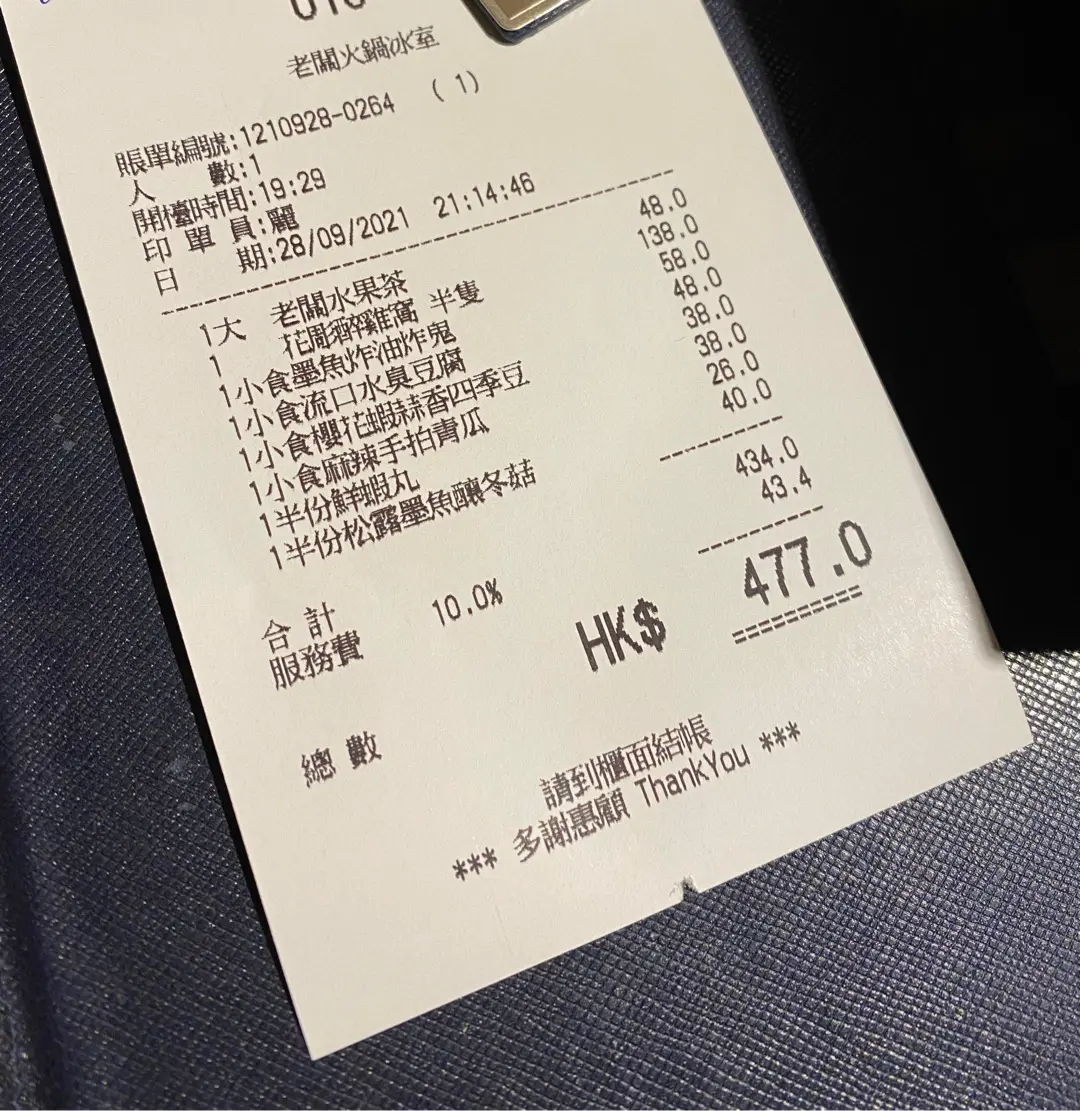 老闆火鍋冰室
賬單編號:1210928-0264 (1)
人 數:1
開檯時間:19:29
印單員:麗
日 期:28/09/2021 21:14:46
1大 老闆水果茶 48.0
1 花彫醉雞窩 半隻 138.0
1小食墨魚炸油炸鬼 58.0
1小食流口水臭豆腐 48.0
1小食櫻花蝦蒜香四季豆 38.0
1小食麻辣手拍青瓜 38.0
1半份鮮蝦丸 26.0
1半份松露墨魚釀冬菇 40.0
合計 434.0
服務費 10.0% 43.4
總數 HK$ 477.0
請到櫃面結帳
*** 多謝惠顧 ThankYou ***